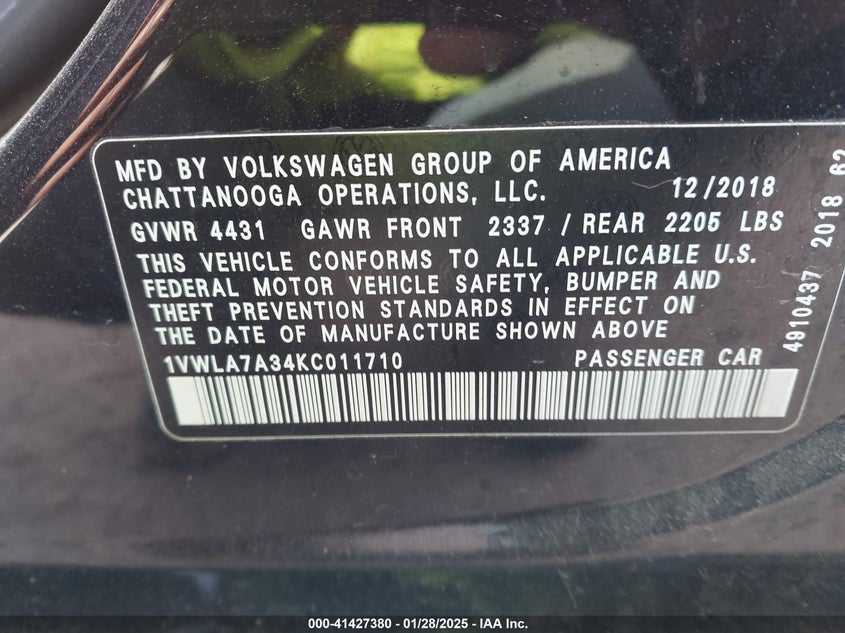 MFD BY VOLKSWAGEN GROUP OF AMERICA
CHATTANOOGA OPERATIONS, LLC. 12/2018
GVWR 4431 GAWR FRONT 2337 / REAR 2205 LBS
THIS VEHICLE CONFORMS TO ALL APPLICABLE U.S.
FEDERAL MOTOR VEHICLE SAFETY, BUMPER AND
THEFT PREVENTION STANDARDS IN EFFECT ON
THE DATE OF MANUFACTURE SHOWN ABOVE
1VWLA7A34KC011710 PASSENGER CAR
4910437 2018 62
000-41427380 - 01/28/2025 - IAA Inc.